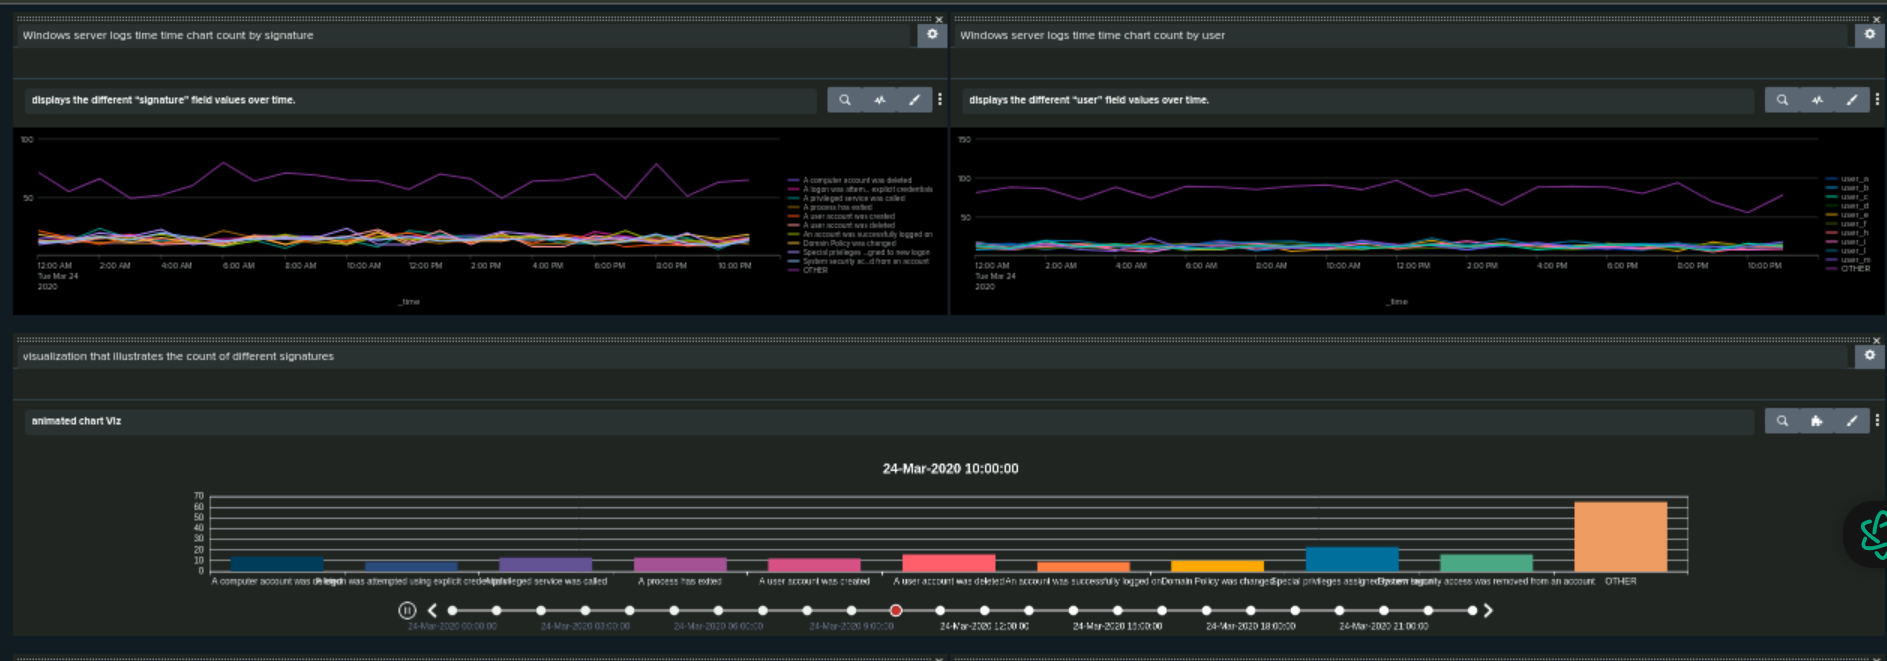 Windows server logs time time chart count by signature
displays the different "signature" field values over time.
100
50
12:00 AM 2:00 AM 4:00 AM 6:00 AM 8:00 AM 10:00 AM 12:00 PM 2:00 PM 4:00 PM 6:00 PM 8:00 PM 10:00 PM
Tue Mar 24
2020
_time
A computer account was deleted
A logon was attem... explicit credentials
A privileged service was called
A process has exited
A user account was created
A user account was deleted
An account was successfully logged on
Domain Policy was changed
Special privileges ...gned to new logon
System security ac...d from an account
OTHER
Windows server logs time time chart count by user
displays the different "user" field values over time.
150
100
50
12:00 AM 2:00 AM 4:00 AM 6:00 AM 8:00 AM 10:00 AM 12:00 PM 2:00 PM 4:00 PM 6:00 PM 8:00 PM 10:00 PM
Tue Mar 24
2020
_time
user_a
user_b
user_c
user_d
user_e
user_f
user_h
user_i
user_l
user_m
OTHER
visualization that illustrates the count of different signatures
animated chart Viz
24-Mar-2020 10:00:00
70
60
50
40
30
20
10
0
A computer account was deleted A logon was attempted using explicit credentials A privileged service was called A process has exited A user account was created A user account was deleted An account was successfully logged on Domain Policy was changed Special privileges assigned to new logon System security access was removed from an account OTHER
24-Mar-2020 00:00:00 24-Mar-2020 03:00:00 24-Mar-2020 06:00:00 24-Mar-2020 9:00:00 24-Mar-2020 12:00:00 24-Mar-2020 15:00:00 24-Mar-2020 18:00:00 24-Mar-2020 21:00:00